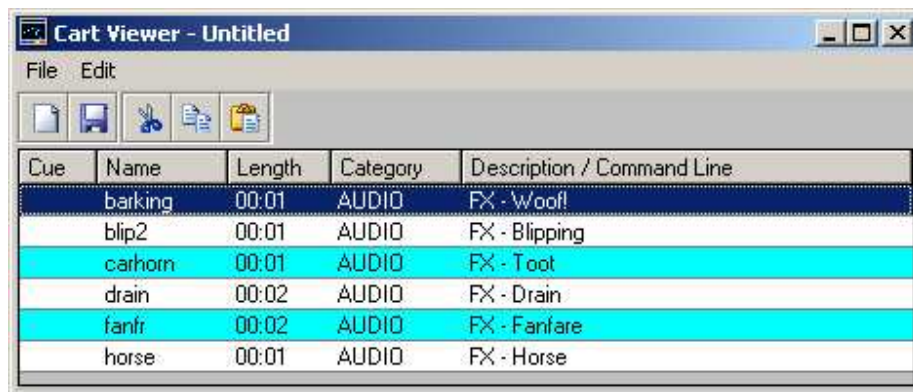 Cart Viewer - Untitled
File Edit
Cue Name Length Category Description / Command Line
barking 00:01 AUDIO FX - Woof!
blip2 00:01 AUDIO FX - Blipping
carhorn 00:01 AUDIO FX - Toot
drain 00:02 AUDIO FX - Drain
fanfr 00:02 AUDIO FX - Fanfare
horse 00:01 AUDIO FX - Horse